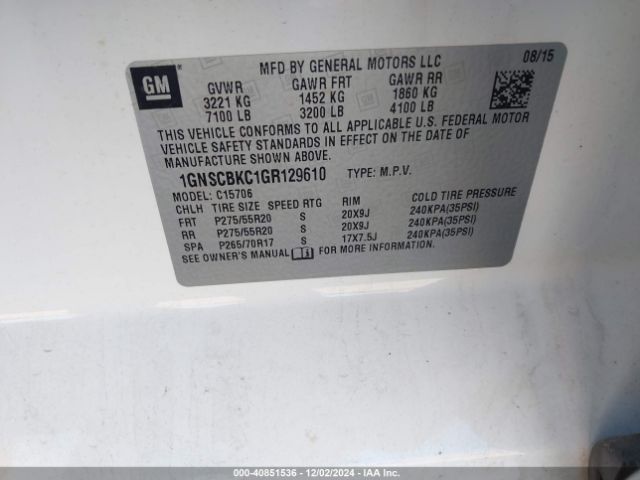 GM
MFD BY GENERAL MOTORS LLC 08/15
GVWR GAWR FRT GAWR RR
3221 KG 1452 KG 1860 KG
7100 LB 3200 LB 4100 LB
THIS VEHICLE CONFORMS TO ALL APPLICABLE U.S. FEDERAL MOTOR
VEHICLE SAFETY STANDARDS IN EFFECT ON THE DATE OF
MANUFACTURE SHOWN ABOVE.
1GNSCBKC1GR129610 TYPE: M.P.V.
MODEL: C15706
CHLH TIRE SIZE SPEED RTG RIM COLD TIRE PRESSURE
FRT P275/55R20 S 20X9J 240KPA(35PSI)
RR P275/55R20 S 20X9J 240KPA(35PSI)
SPA P265/70R17 S 17X7.5J 240KPA(35PSI)
SEE OWNER'S MANUAL FOR MORE INFORMATION
000-40851536 - 12/02/2024 - IAA Inc.